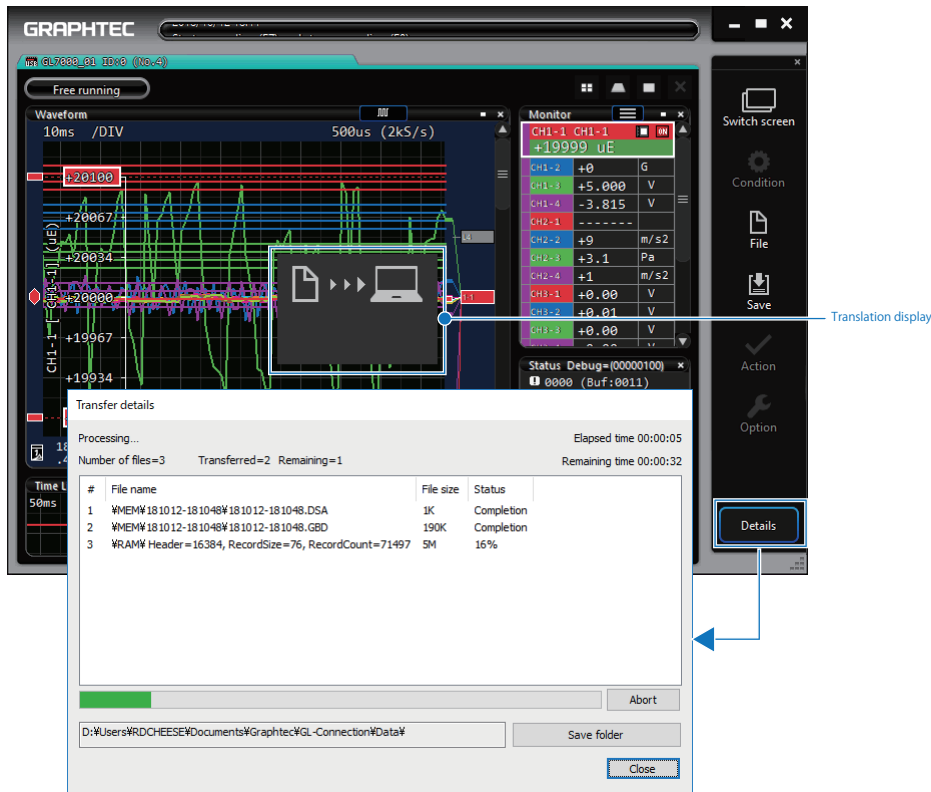 GRAPHTEC
GL7000_01 ID:0 (No.4)
Free running
Waveform
10ms /DIV
500us (2kS/s)
+20100
+20067
+20034
+20000
+19967
+19934
CH1-1 [ CH1-1] (uE)
L4
1-1
Monitor
CH1-1 CH1-1 ON
+19999 uE
CH1-2 +0 G
CH1-3 +5.000 V
CH1-4 -3.815 V
CH2-1 -------
CH2-2 +9 m/s2
CH2-3 +3.1 Pa
CH2-4 +1 m/s2
CH3-1 +0.00 V
CH3-2 +0.01 V
CH3-3 +0.00 V
Status Debug=(00000100)
0000 (Buf:0011)
Time L
50ms
Switch screen
Condition
File
Save
Action
Option
Details
Translation display
Transfer details
Processing...
Elapsed time 00:00:05
Number of files=3 Transferred=2 Remaining=1
Remaining time 00:00:32
# File name File size Status
1 ¥MEM¥181012-181048¥181012-181048.DSA 1K Completion
2 ¥MEM¥181012-181048¥181012-181048.GBD 190K Completion
3 ¥RAM¥ Header=16384, RecordSize=76, RecordCount=71497 5M 16%
Abort
D:¥Users¥RDCHEESE¥Documents¥Graphtec¥GL-Connection¥Data¥
Save folder
Close